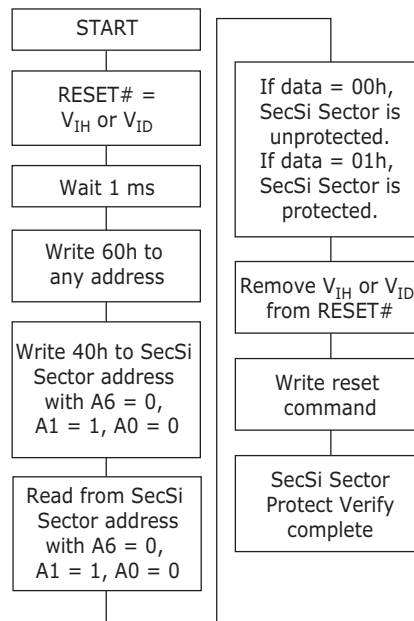 START
RESET# =
V_IH or V_ID
Wait 1 ms
Write 60h to
any address
Write 40h to SecSi
Sector address
with A6 = 0,
A1 = 1, A0 = 0
Read from SecSi
Sector address
with A6 = 0,
A1 = 1, A0 = 0
If data = 00h,
SecSi Sector is
unprotected.
If data = 01h,
SecSi Sector is
protected.
Remove V_IH or V_ID
from RESET#
Write reset
command
SecSi Sector
Protect Verify
complete